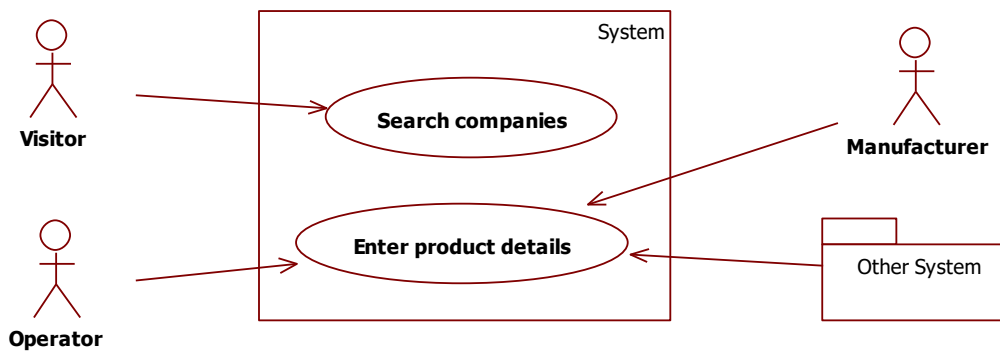 System
Visitor
Search companies
Manufacturer
Enter product details
Other System
Operator